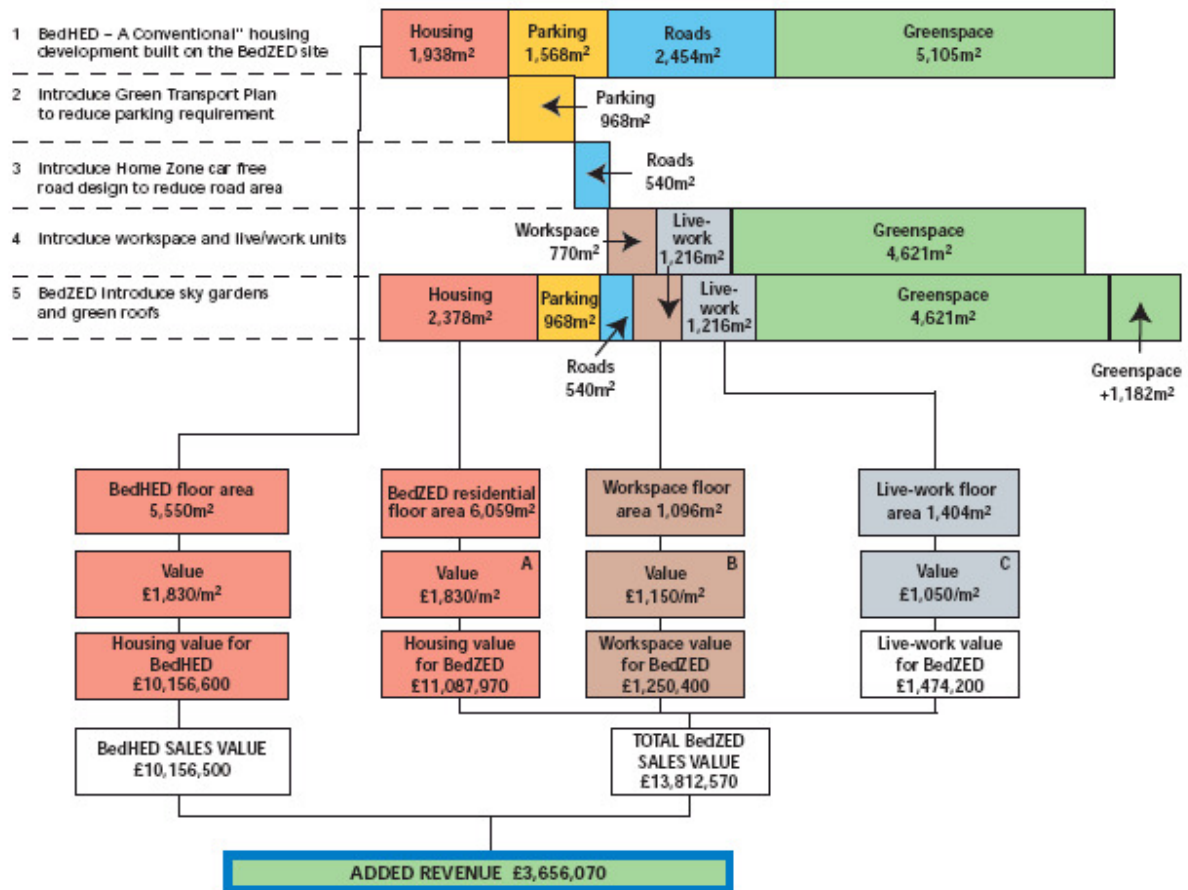 1 BedHED – A Conventional" housing
development built on the BedZED site
Housing
1,938m²
Parking
1,568m²
Roads
2,454m²
Greenspace
5,105m²
2 Introduce Green Transport Plan
to reduce parking requirement
Parking
968m²
3 Introduce Home Zone car free
road design to reduce road area
Roads
540m²
4 Introduce workspace and live/work units
Workspace
770m²
Live-
work
1,216m²
Greenspace
4,621m²
5 BedZED Introduce sky gardens
and green roofs
Housing
2,378m²
Parking
968m²
Roads
540m²
Live-
work
1,216m²
Greenspace
4,621m²
Greenspace
+1,182m²
BedHED floor area
5,550m²
BedZED residential
floor area 6,059m²
Workspace floor
area 1,096m²
Live-work floor
area 1,404m²
Value
£1,830/m²
A
Value
£1,830/m²
B
Value
£1,150/m²
C
Value
£1,050/m²
Housing value for
BedHED
£10,156,600
Housing value
for BedZED
£11,087,970
Workspace value
for BedZED
£1,250,400
Live-work value
for BedZED
£1,474,200
BedHED SALES VALUE
£10,156,500
TOTAL BedZED
SALES VALUE
£13,812,570
ADDED REVENUE £3,656,070